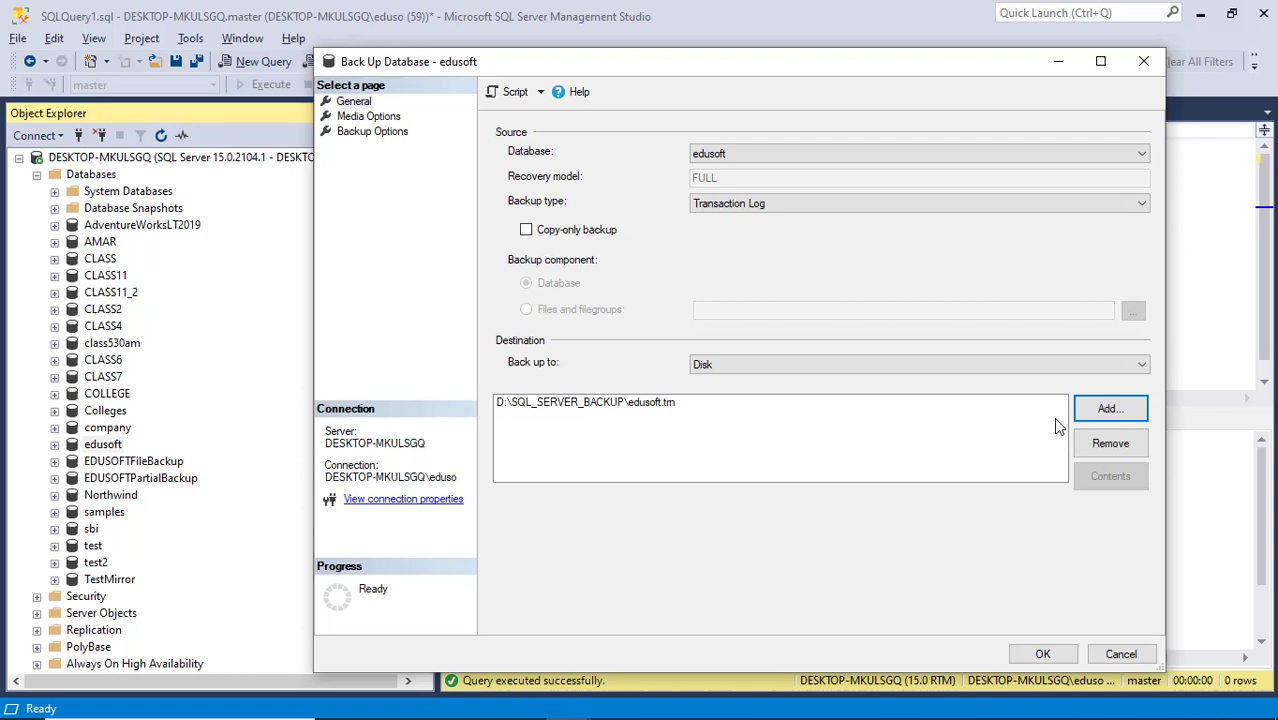 SQLQuery1.sql - DESKTOP-MKULSGQ.master (DESKTOP-MKULSGQ\eduso (59))* - Microsoft SQL Server Management Studio
Quick Launch (Ctrl+Q)
File Edit View Project Tools Window Help
New Query
Clear All Filters
master
Execute
Object Explorer
Connect
DESKTOP-MKULSGQ (SQL Server 15.0.2104.1 - DESKTO
Databases
System Databases
Database Snapshots
AdventureWorksLT2019
AMAR
CLASS
CLASS11
CLASS11_2
CLASS2
CLASS4
class530am
CLASS6
CLASS7
COLLEGE
Colleges
company
edusoft
EDUSOFTFileBackup
EDUSOFTPartialBackup
Northwind
samples
sbi
test
test2
TestMirror
Security
Server Objects
Replication
PolyBase
Always On High Availability
Back Up Database - edusoft
Select a page
General
Media Options
Backup Options
Connection
Server:
DESKTOP-MKULSGQ
Connection:
DESKTOP-MKULSGQ\eduso
View connection properties
Progress
Ready
Script
Help
Source
Database:
edusoft
Recovery model:
FULL
Backup type:
Transaction Log
Copy-only backup
Backup component:
Database
Files and filegroups:
...
Destination
Back up to:
Disk
D:\SQL_SERVER_BACKUP\edusoft.trn
Add...
Remove
Contents
OK
Cancel
Query executed successfully.
DESKTOP-MKULSGQ (15.0 RTM)
DESKTOP-MKULSGQ\eduso ...
master
00:00:00
0 rows
Ready